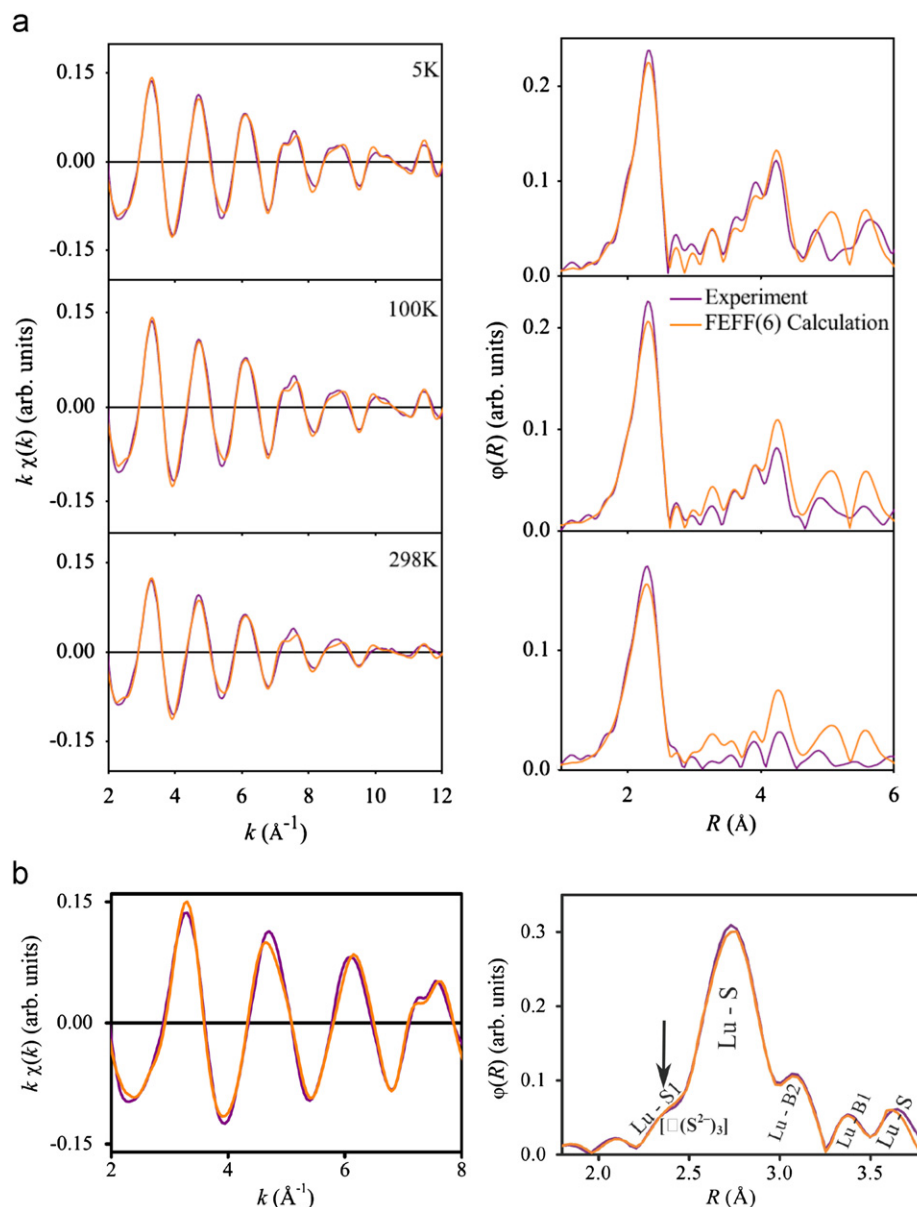 a
0.15
0.00
-0.15
5K
0.15
0.00
-0.15
100K
0.15
0.00
-0.15
298K
k χ(k) (arb. units)
2 4 6 8 10 12
k (Å⁻¹)
0.2
0.1
0.0
0.2
0.1
0.0
Experiment
FEFF(6) Calculation
0.1
0.0
φ(R) (arb. units)
2 4 6
R (Å)
b
0.15
0.00
-0.15
k χ(k) (arb. units)
2 4 6 8
k (Å⁻¹)
0.3
0.2
0.1
0.0
φ(R) (arb. units)
Lu - S1
[□(S²⁻)₃]
Lu - S
Lu - B2
Lu - B1
Lu - S
2.0 2.5 3.0 3.5
R (Å)